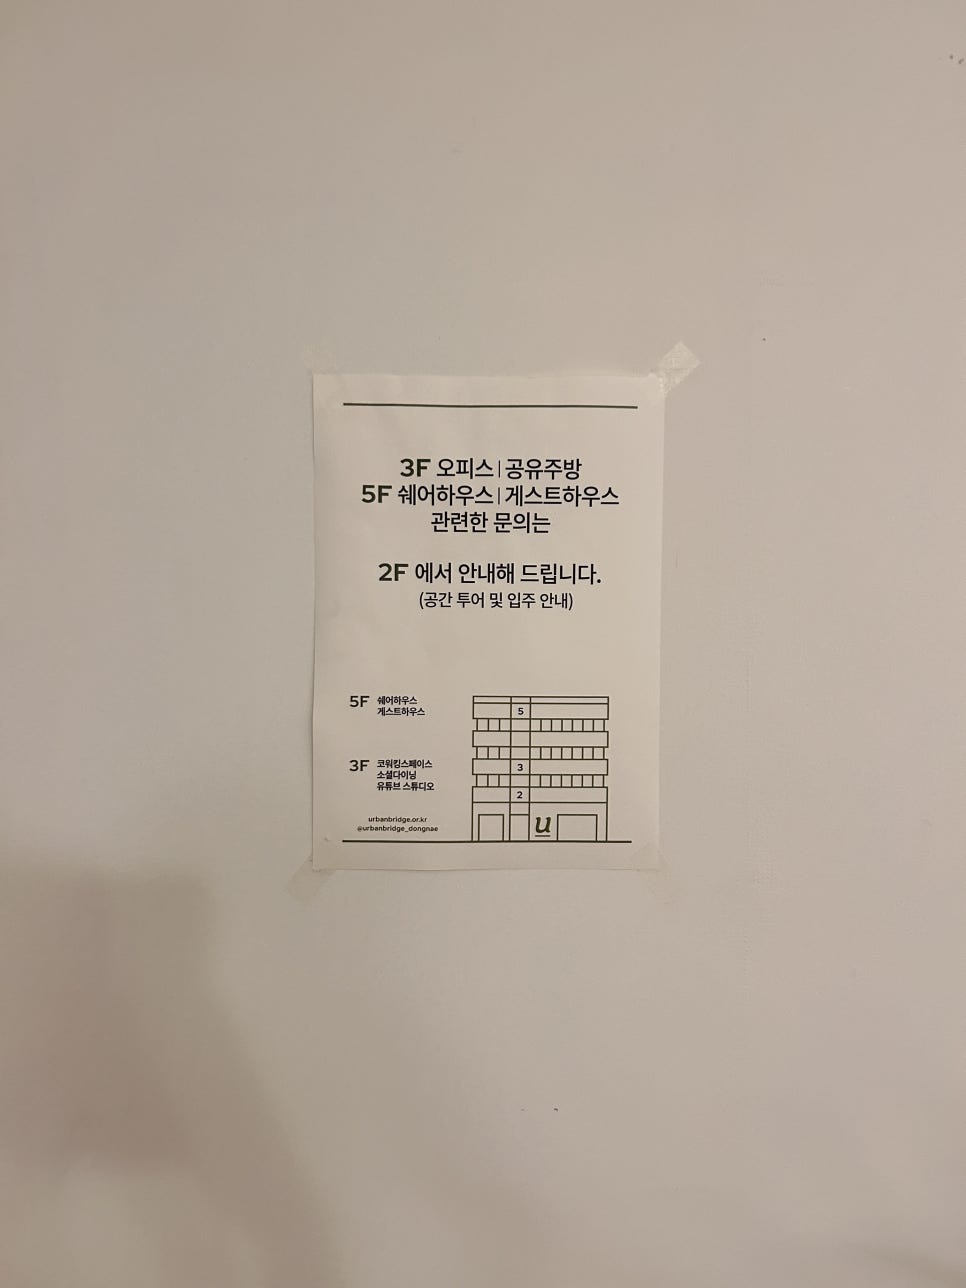 3F 오피스 | 공유주방
5F 쉐어하우스 | 게스트하우스
관련한 문의는
2F 에서 안내해 드립니다.
(공간 투어 및 입주 안내)
5F 쉐어하우스
게스트하우스
3F 코워킹스페이스
소셜다이닝
유튜브 스튜디오
urbanbridge.or.kr
@urbanbridge_dongnae
5
3
2
u